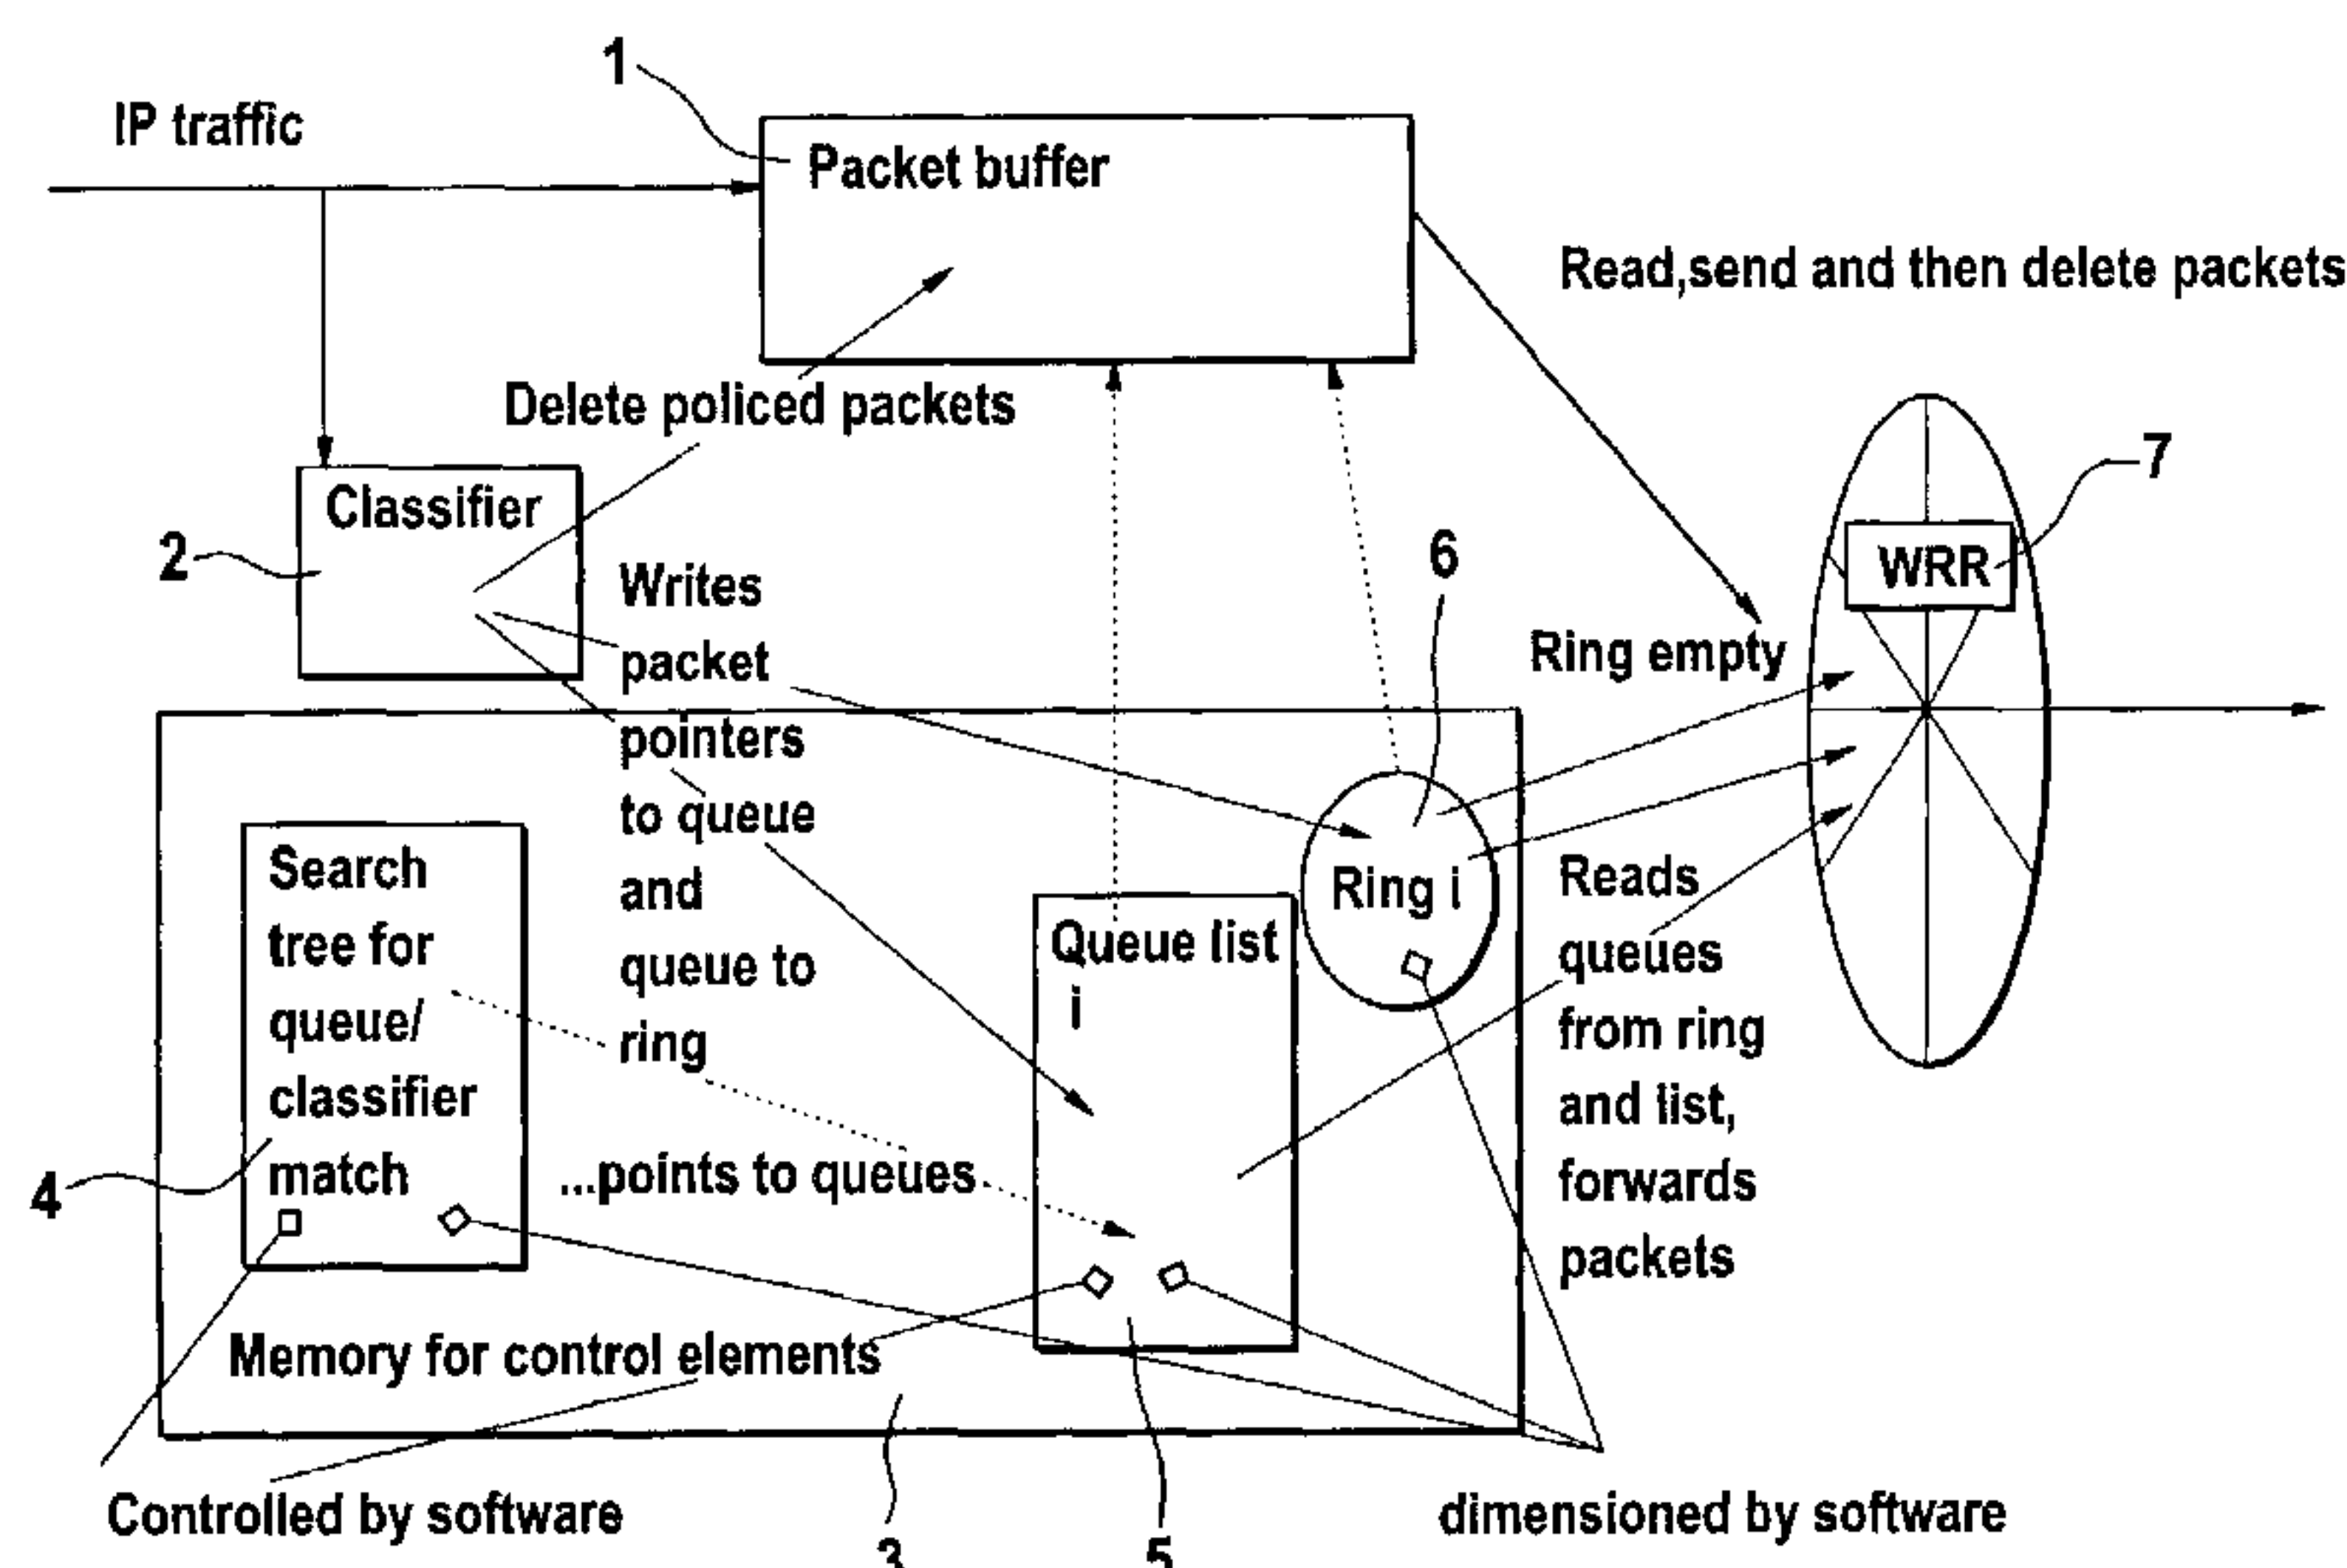 1
IP traffic
Packet buffer
Read,send and then delete packets
Delete policed packets
7
Classifier
2
WRR
6
Writes
packet
pointers
to queue
and
queue to
ring
Ring empty
Search
tree for
queue/
classifier
match
4
...points to queues
Ring i
Queue list
i
Reads
queues
from ring
and list,
forwards
packets
Memory for control elements
Controlled by software
3
5
dimensioned by software